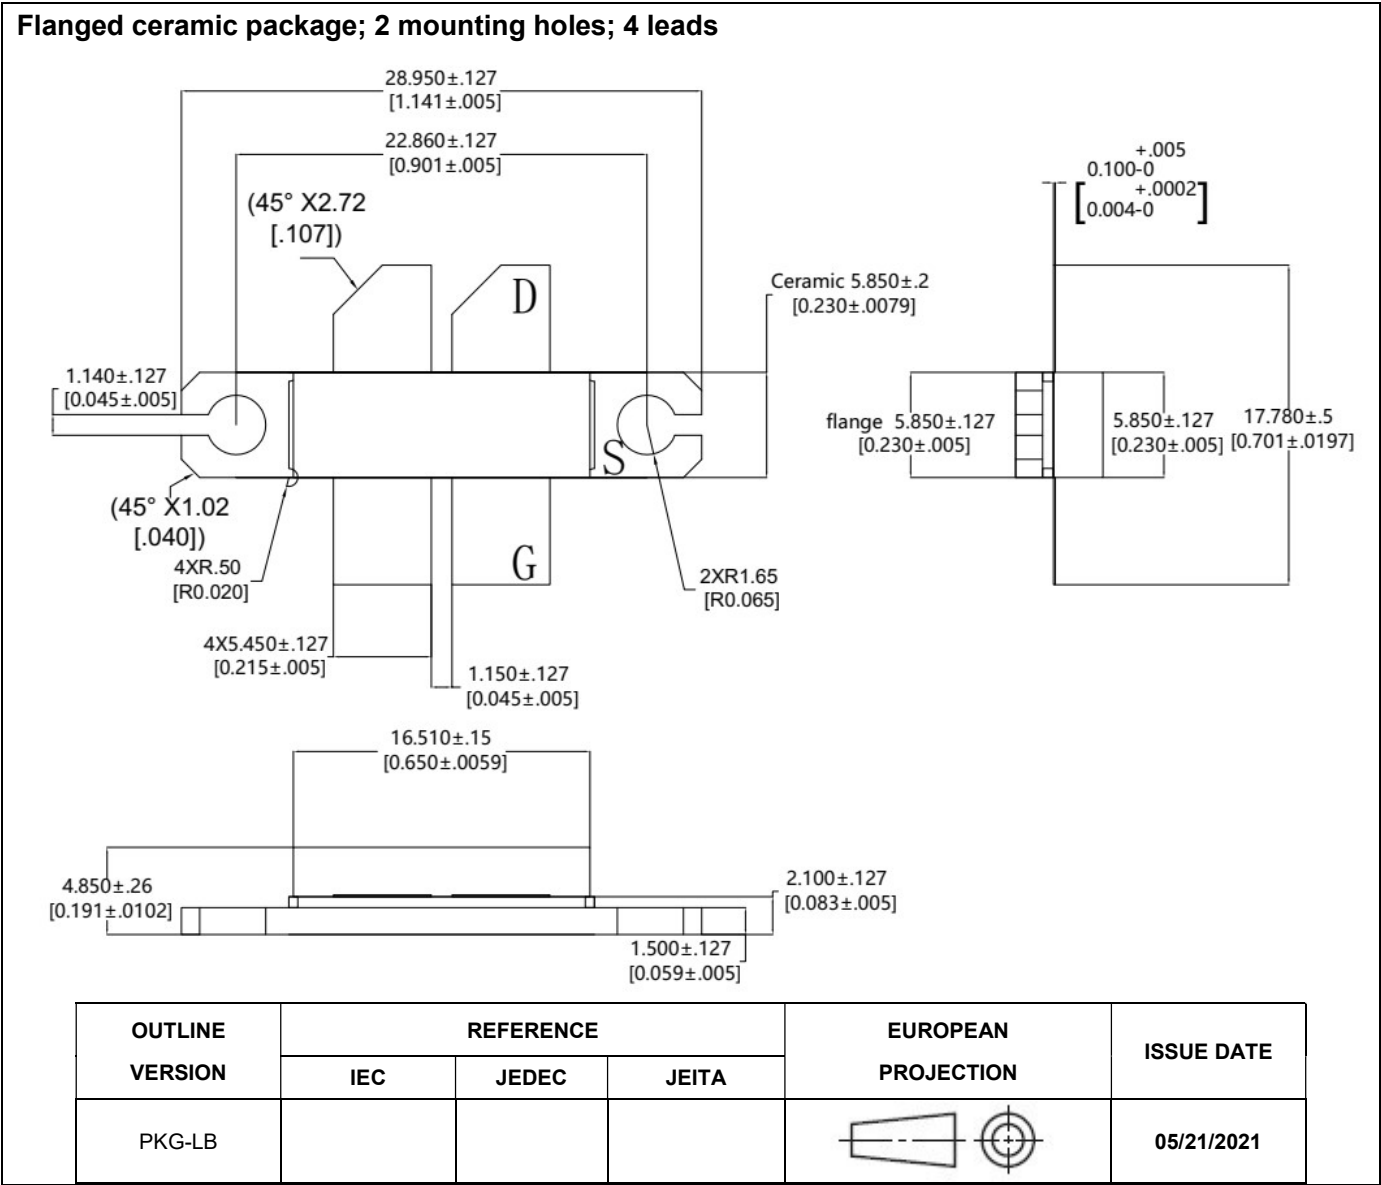 Flanged ceramic package; 2 mounting holes; 4 leads
28.950±.127
[1.141±.005]
22.860±.127
[0.901±.005]
(45° X2.72
[.107])
D
Ceramic 5.850±.2
[0.230±.0079]
+.005
0.100-0
+.0002
[0.004-0]
1.140±.127
[0.045±.005]
flange 5.850±.127
[0.230±.005]
5.850±.127
[0.230±.005]
17.780±.5
[0.701±.0197]
S
(45° X1.02
[.040])
4XR.50
[R0.020]
G
2XR1.65
[R0.065]
4X5.450±.127
[0.215±.005]
1.150±.127
[0.045±.005]
16.510±.15
[0.650±.0059]
4.850±.26
[0.191±.0102]
2.100±.127
[0.083±.005]
1.500±.127
[0.059±.005]
OUTLINE
VERSION
REFERENCE
IEC
JEDEC
JEITA
EUROPEAN
PROJECTION
ISSUE DATE
PKG-LB
05/21/2021